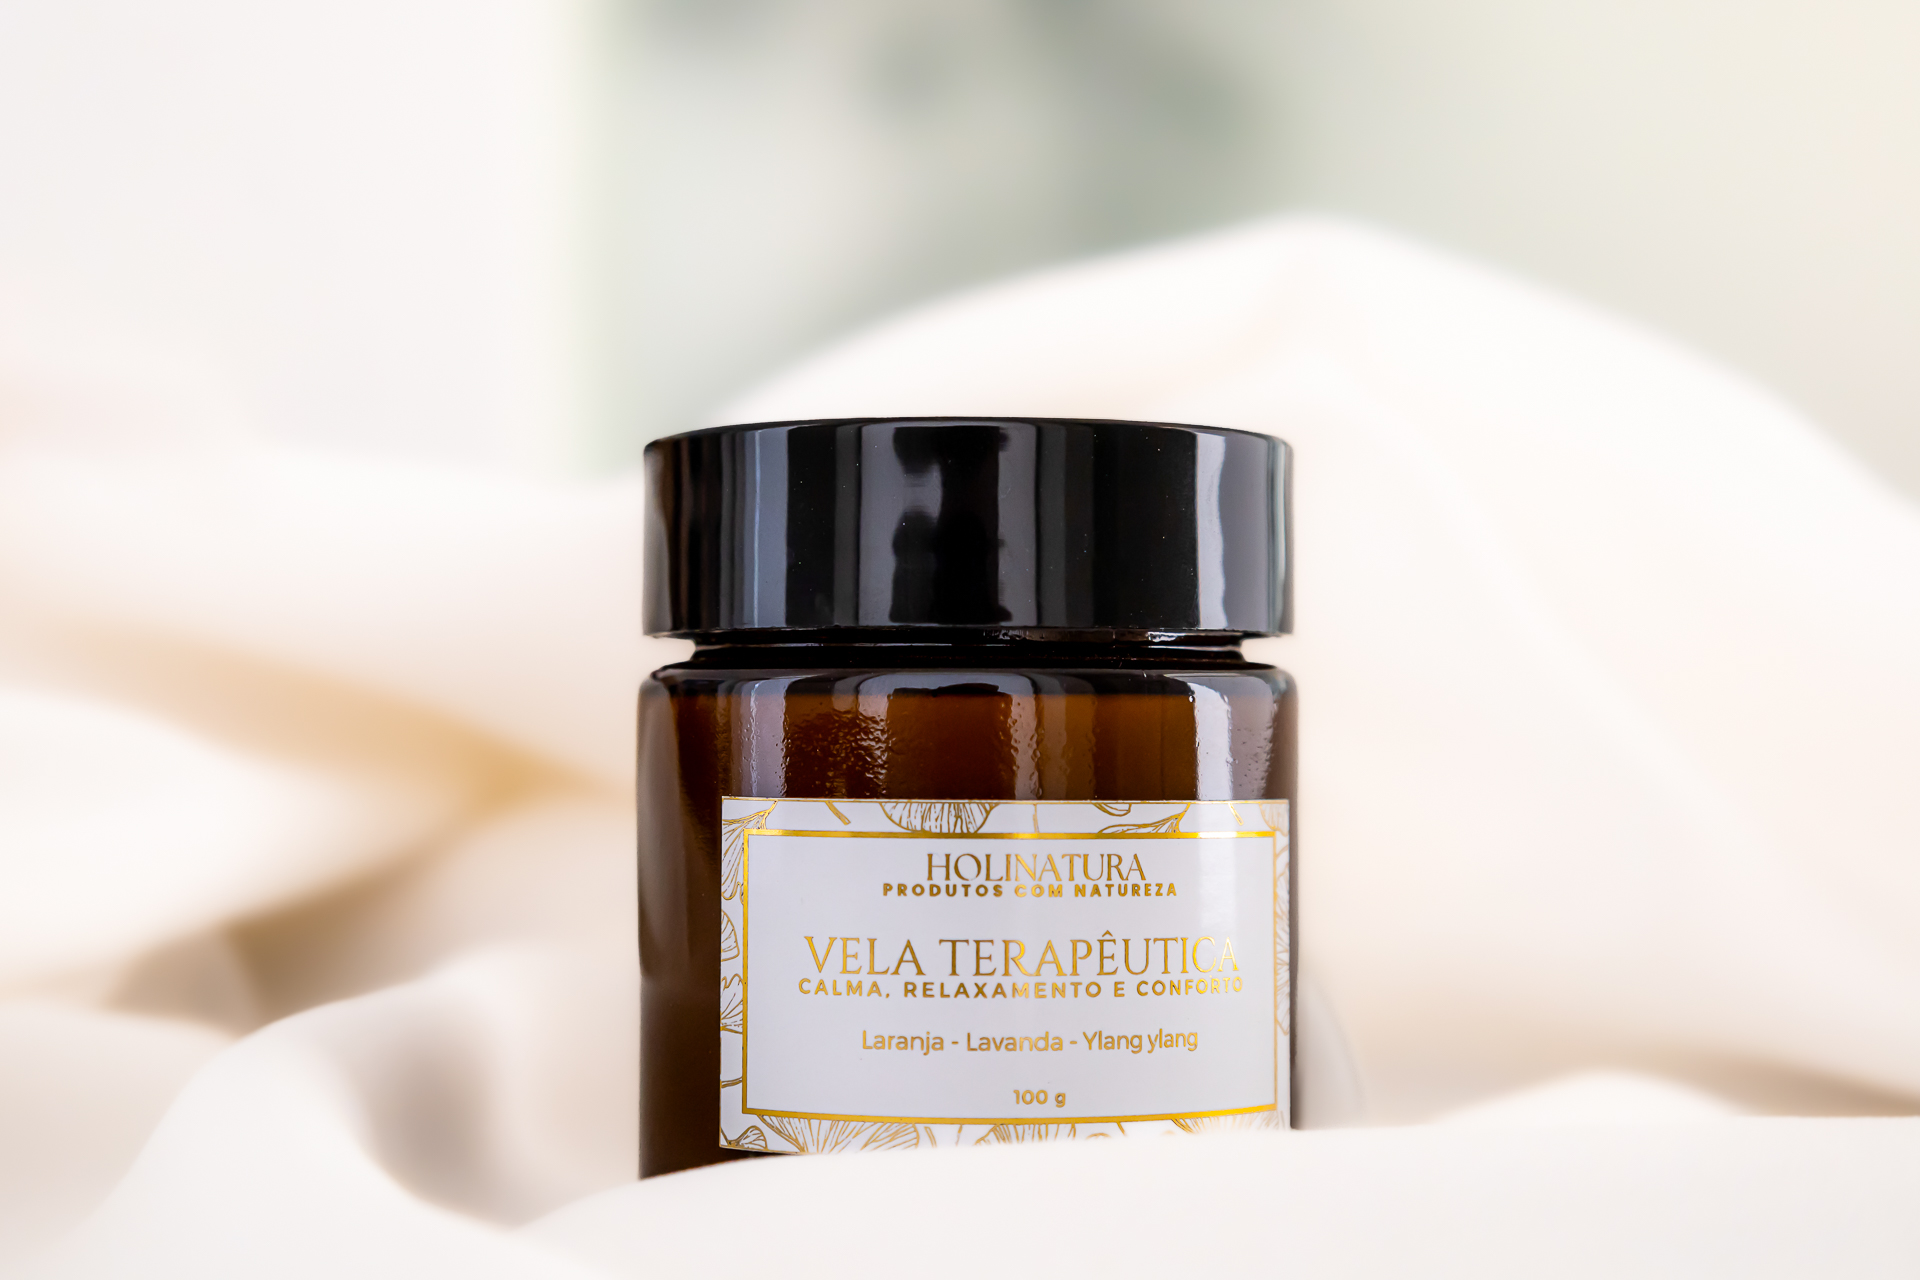 HOLINATURA
PRODUTOS COM NATUREZA
VELA TERAPÊUTICA
CALMA, RELAXAMENTO E CONFORTO
Laranja - Lavanda - Ylang ylang
100 g